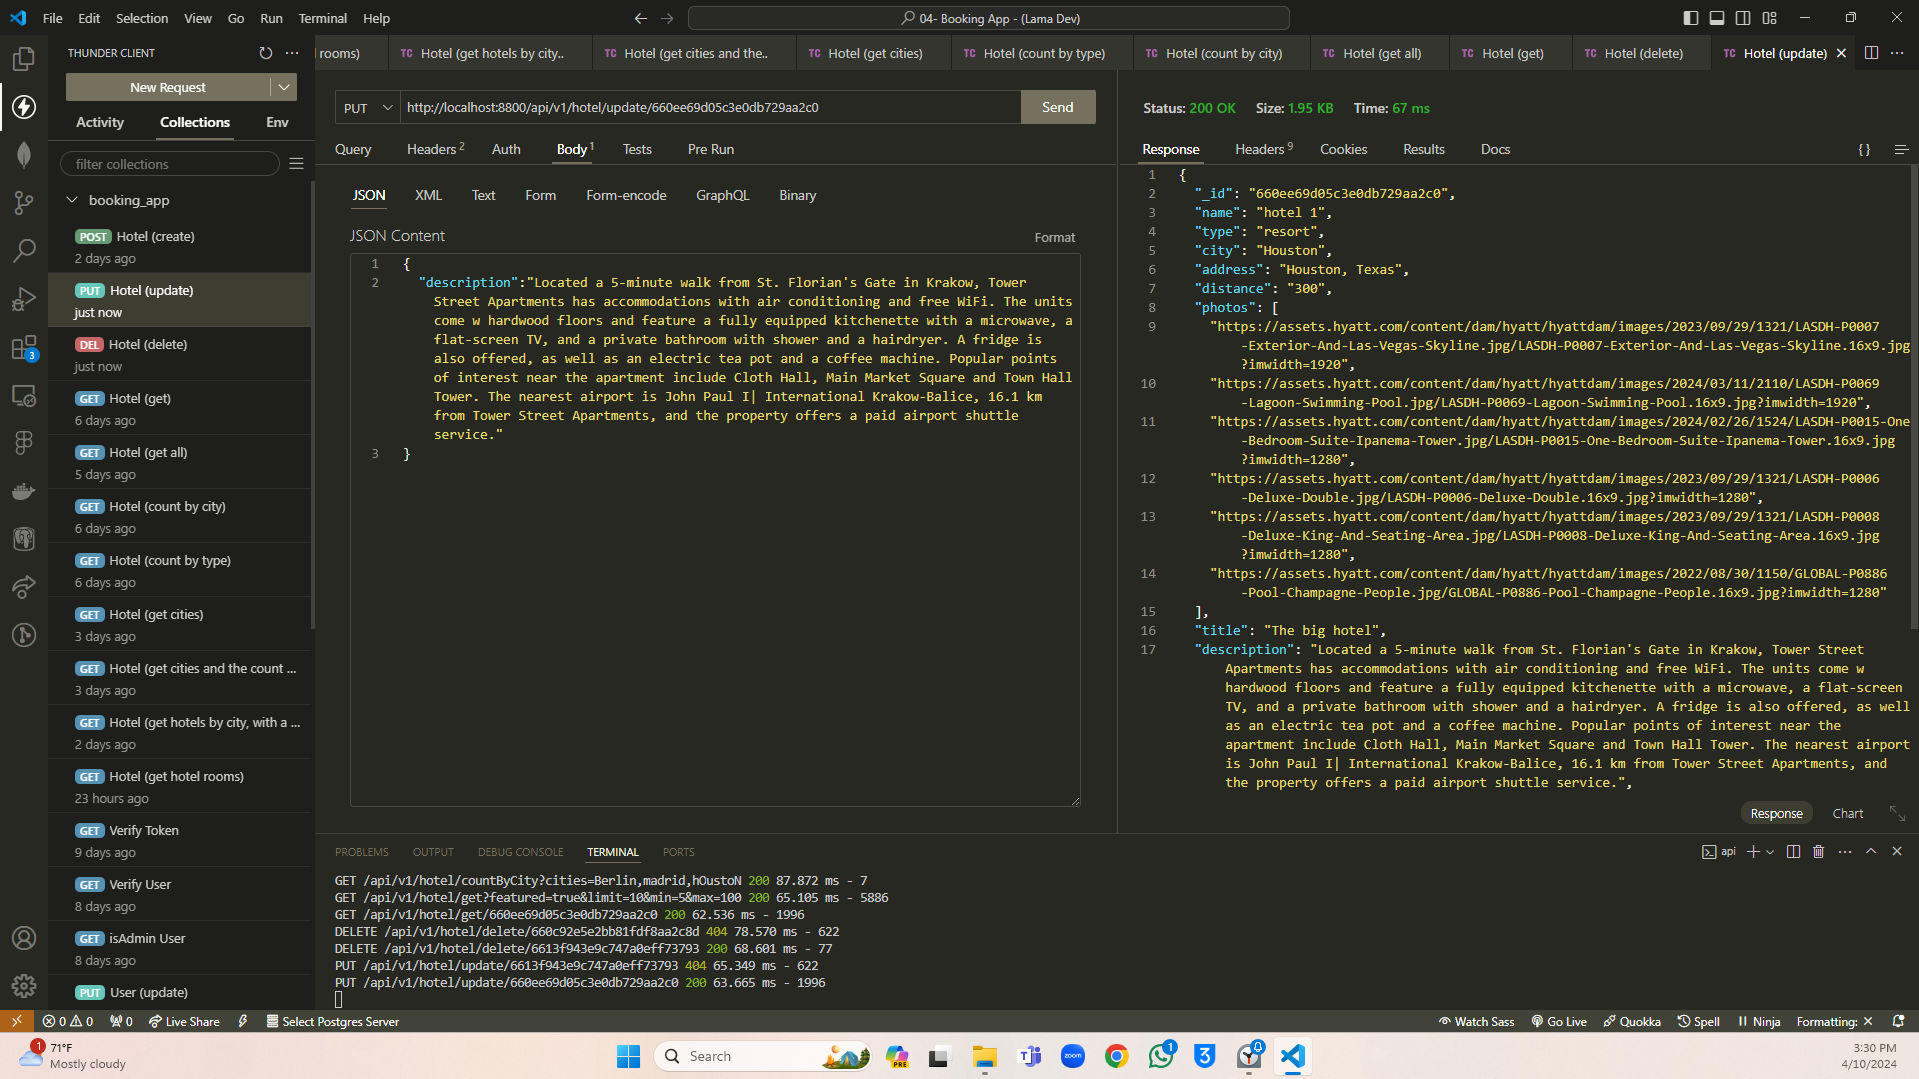 File Edit Selection View Go Run Terminal Help
04- Booking App - (Lama Dev)
THUNDER CLIENT
New Request
Activity Collections Env
filter collections
booking_app
POST Hotel (create)
2 days ago
PUT Hotel (update)
just now
DEL Hotel (delete)
just now
GET Hotel (get)
6 days ago
GET Hotel (get all)
5 days ago
GET Hotel (count by city)
6 days ago
GET Hotel (count by type)
6 days ago
GET Hotel (get cities)
3 days ago
GET Hotel (get cities and the count ...
3 days ago
GET Hotel (get hotels by city, with a ...
2 days ago
GET Hotel (get hotel rooms)
23 hours ago
GET Verify Token
9 days ago
GET Verify User
8 days ago
GET isAdmin User
8 days ago
PUT User (update)
3
rooms) TC Hotel (get hotels by city.. TC Hotel (get cities and the.. TC Hotel (get cities) TC Hotel (count by type) TC Hotel (count by city) TC Hotel (get all) TC Hotel (get) TC Hotel (delete) TC Hotel (update)
PUT http://localhost:8800/api/v1/hotel/update/660ee69d05c3e0db729aa2c0 Send
Query Headers 2 Auth Body 1 Tests Pre Run
JSON XML Text Form Form-encode GraphQL Binary
JSON Content Format
1 {
2 "description":"Located a 5-minute walk from St. Florian's Gate in Krakow, Tower
Street Apartments has accommodations with air conditioning and free WiFi. The units
come w hardwood floors and feature a fully equipped kitchenette with a microwave, a
flat-screen TV, and a private bathroom with shower and a hairdryer. A fridge is
also offered, as well as an electric tea pot and a coffee machine. Popular points
of interest near the apartment include Cloth Hall, Main Market Square and Town Hall
Tower. The nearest airport is John Paul I| International Krakow-Balice, 16.1 km
from Tower Street Apartments, and the property offers a paid airport shuttle
service."
3 }
Status: 200 OK Size: 1.95 KB Time: 67 ms
Response Headers 9 Cookies Results Docs {}
1 {
2 "_id": "660ee69d05c3e0db729aa2c0",
3 "name": "hotel 1",
4 "type": "resort",
5 "city": "Houston",
6 "address": "Houston, Texas",
7 "distance": "300",
8 "photos": [
9 "https://assets.hyatt.com/content/dam/hyatt/hyattdam/images/2023/09/29/1321/LASDH-P0007
-Exterior-And-Las-Vegas-Skyline.jpg/LASDH-P0007-Exterior-And-Las-Vegas-Skyline.16x9.jpg
?imwidth=1920",
10 "https://assets.hyatt.com/content/dam/hyatt/hyattdam/images/2024/03/11/2110/LASDH-P0069
-Lagoon-Swimming-Pool.jpg/LASDH-P0069-Lagoon-Swimming-Pool.16x9.jpg?imwidth=1920",
11 "https://assets.hyatt.com/content/dam/hyatt/hyattdam/images/2024/02/26/1524/LASDH-P0015-One
-Bedroom-Suite-Ipanema-Tower.jpg/LASDH-P0015-One-Bedroom-Suite-Ipanema-Tower.16x9.jpg
?imwidth=1280",
12 "https://assets.hyatt.com/content/dam/hyatt/hyattdam/images/2023/09/29/1321/LASDH-P0006
-Deluxe-Double.jpg/LASDH-P0006-Deluxe-Double.16x9.jpg?imwidth=1280",
13 "https://assets.hyatt.com/content/dam/hyatt/hyattdam/images/2023/09/29/1321/LASDH-P0008
-Deluxe-King-And-Seating-Area.jpg/LASDH-P0008-Deluxe-King-And-Seating-Area.16x9.jpg
?imwidth=1280",
14 "https://assets.hyatt.com/content/dam/hyatt/hyattdam/images/2022/08/30/1150/GLOBAL-P0886
-Pool-Champagne-People.jpg/GLOBAL-P0886-Pool-Champagne-People.16x9.jpg?imwidth=1280"
15 ],
16 "title": "The big hotel",
17 "description": "Located a 5-minute walk from St. Florian's Gate in Krakow, Tower Street
Apartments has accommodations with air conditioning and free WiFi. The units come w
hardwood floors and feature a fully equipped kitchenette with a microwave, a flat-screen
TV, and a private bathroom with shower and a hairdryer. A fridge is also offered, as well
as an electric tea pot and a coffee machine. Popular points of interest near the
apartment include Cloth Hall, Main Market Square and Town Hall Tower. The nearest airport
is John Paul I| International Krakow-Balice, 16.1 km from Tower Street Apartments, and
the property offers a paid airport shuttle service.",
Response Chart
PROBLEMS OUTPUT DEBUG CONSOLE TERMINAL PORTS api
GET /api/v1/hotel/countByCity?cities=Berlin,madrid,hOustoN 200 87.872 ms - 7
GET /api/v1/hotel/get?featured=true&limit=10&min=5&max=100 200 65.105 ms - 5886
GET /api/v1/hotel/get/660ee69d05c3e0db729aa2c0 200 62.536 ms - 1996
DELETE /api/v1/hotel/delete/660c92e5e2bb81fdf8aa2c8d 404 78.570 ms - 622
DELETE /api/v1/hotel/delete/6613f943e9c747a0eff73793 200 68.601 ms - 77
PUT /api/v1/hotel/update/6613f943e9c747a0eff73793 404 65.349 ms - 622
PUT /api/v1/hotel/update/660ee69d05c3e0db729aa2c0 200 63.665 ms - 1996
0 0 0 Live Share Select Postgres Server Watch Sass Go Live Quokka Spell Ninja Formatting:
1 71°F
Mostly cloudy
Search PRE zoom 1 3
3:30 PM
4/10/2024